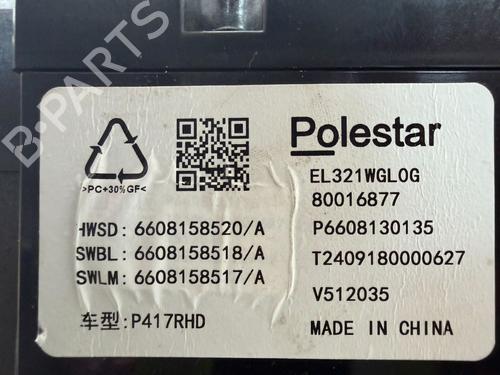 B-PARTS
Polestar
>PC+30%GF<
EL321WGLOG
80016877
HWSD: 6608158520/A
P6608130135
SWBL: 6608158518/A
T2409180000627
SWLM: 6608158517/A
V512035
车型: P417RHD
MADE IN CHINA